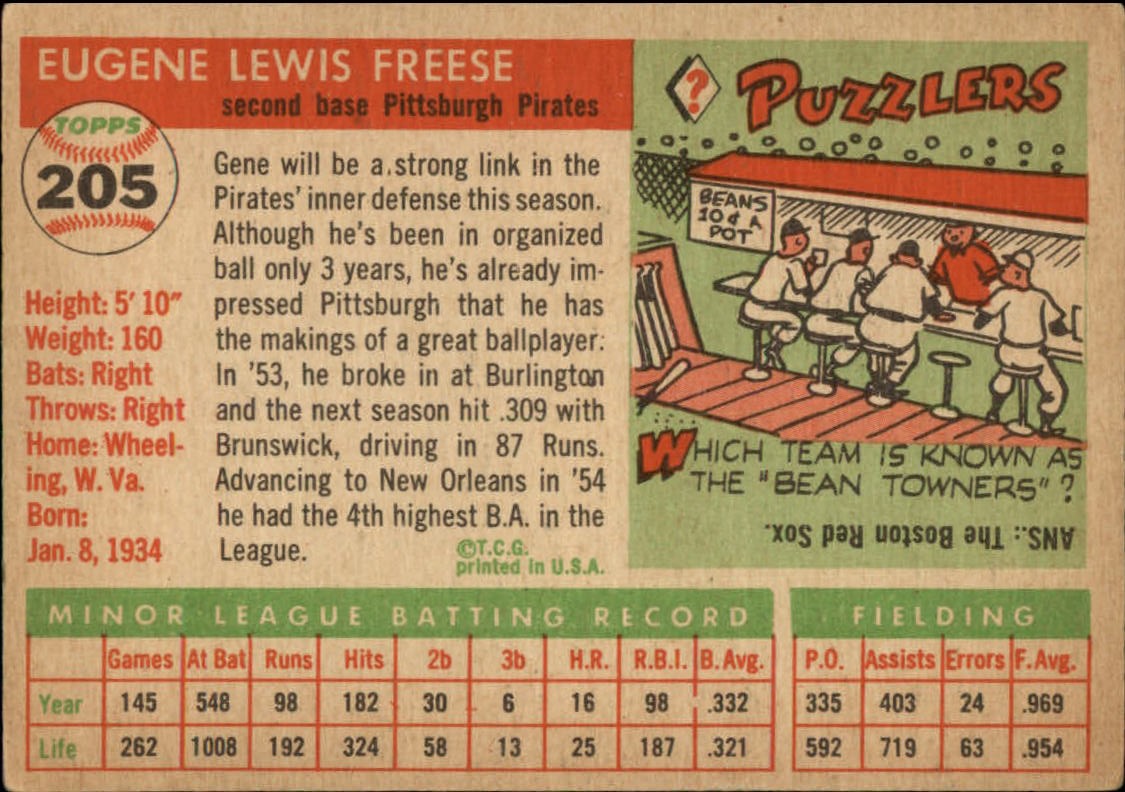 EUGENE LEWIS FREESE
second base Pittsburgh Pirates
TOPPS
205
Height: 5' 10"
Weight: 160
Bats: Right
Throws: Right
Home: Wheel-
ing, W. Va.
Born:
Jan. 8, 1934
Gene will be a strong link in the
Pirates' inner defense this season.
Although he's been in organized
ball only 3 years, he's already im-
pressed Pittsburgh that he has
the makings of a great ballplayer.
In '53, he broke in at Burlington
and the next season hit .309 with
Brunswick, driving in 87 Runs.
Advancing to New Orleans in '54
he had the 4th highest B.A. in the
League.
©T.C.G.
printed in U.S.A.
? PUZZLERS
BEANS
10¢ A
POT
WHICH TEAM IS KNOWN AS
THE "BEAN TOWNERS"?
ANS.: The Boston Red Sox.
MINOR LEAGUE BATTING RECORD
Games At Bat Runs Hits 2b 3b H.R. R.B.I. B. Avg.
Year 145 548 98 182 30 6 16 98 .332
Life 262 1008 192 324 58 13 25 187 .321
FIELDING
P.O. Assists Errors F. Avg.
335 403 24 .969
592 719 63 .954